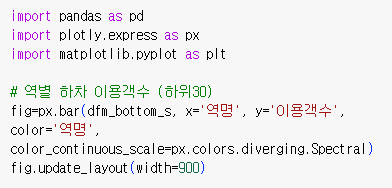 import pandas as pd
import plotly.express as px
import matplotlib.pyplot as plt
# 역별 하차 이용객수 (하위30)
fig=px.bar(dfm_bottom_s, x='역명', y='이용객수',
color='역명',
color_continuous_scale=px.colors.diverging.Spectral)
fig.update_layout(width=900)